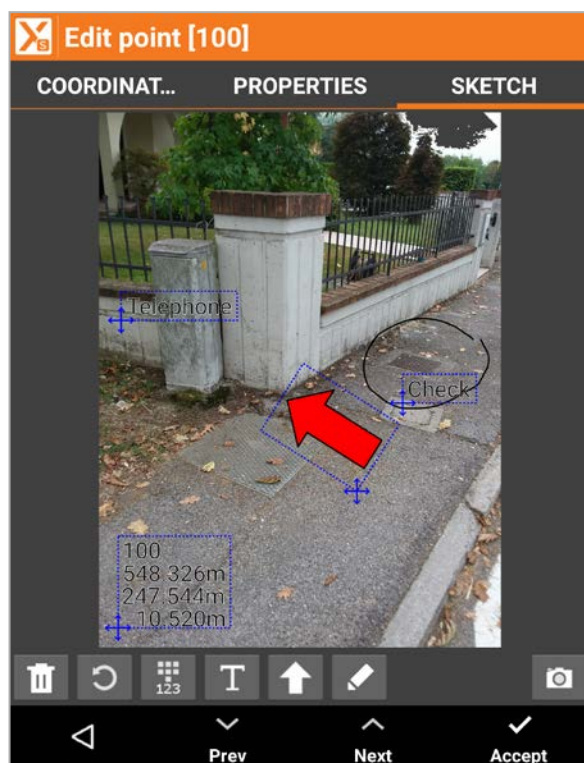 Xs
Edit point [100]
COORDINAT...
PROPERTIES
SKETCH
Telephone
Check
100
548.326m
247.544m
10.520m
123
T
Prev
Next
Accept